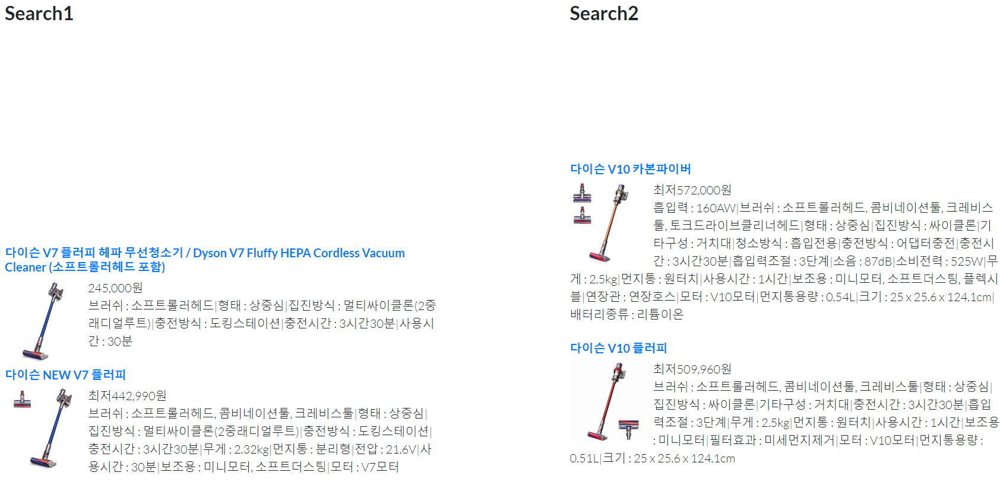 Search1
다이슨 V7 플러피 헤파 무선청소기 / Dyson V7 Fluffy HEPA Cordless Vacuum
Cleaner (소프트롤러헤드 포함)
245,000원
브러쉬 : 소프트롤러헤드|형태 : 상중심|집진방식 : 멀티싸이클론(2중
래디얼루트)|충전방식 : 도킹스테이션|충전시간 : 3시간30분|사용시
간 : 30분
다이슨 NEW V7 플러피
최저442,990원
브러쉬 : 소프트롤러헤드, 콤비네이션툴, 크레비스툴|형태 : 상중심|
집진방식 : 멀티싸이클론(2중래디얼루트)|충전방식 : 도킹스테이션|
충전시간 : 3시간30분|무게 : 2.32kg|먼지통 : 분리형|전압 : 21.6V|사
용시간 : 30분|보조용 : 미니모터, 소프트더스팅|모터 : V7모터
Search2
다이슨 V10 카본파이버
최저572,000원
흡입력 : 160AW|브러쉬 : 소프트롤러헤드, 콤비네이션툴, 크레비스
툴, 토크드라이브클리너헤드|형태 : 상중심|집진방식 : 싸이클론|기
타구성 : 거치대|청소방식 : 흡입전용|충전방식 : 어댑터충전|충전시
간 : 3시간30분|흡입력조절 : 3단계|소음 : 87dB|소비전력 : 525W|무
게 : 2.5kg|먼지통 : 원터치|사용시간 : 1시간|보조용 : 미니모터, 소프트더스팅, 플렉시
블|연장관 : 연장호스|모터 : V10모터|먼지통용량 : 0.54L|크기 : 25 x 25.6 x 124.1cm|
배터리종류 : 리튬이온
다이슨 V10 플러피
최저509,960원
브러쉬 : 소프트롤러헤드, 콤비네이션툴, 크레비스툴|형태 : 상중심|
집진방식 : 싸이클론|기타구성 : 거치대|충전시간 : 3시간30분|흡입
력조절 : 3단계|무게 : 2.5kg|먼지통 : 원터치|사용시간 : 1시간|보조용
: 미니모터|필터효과 : 미세먼지제거|모터 : V10모터|먼지통용량 :
0.51L|크기 : 25 x 25.6 x 124.1cm